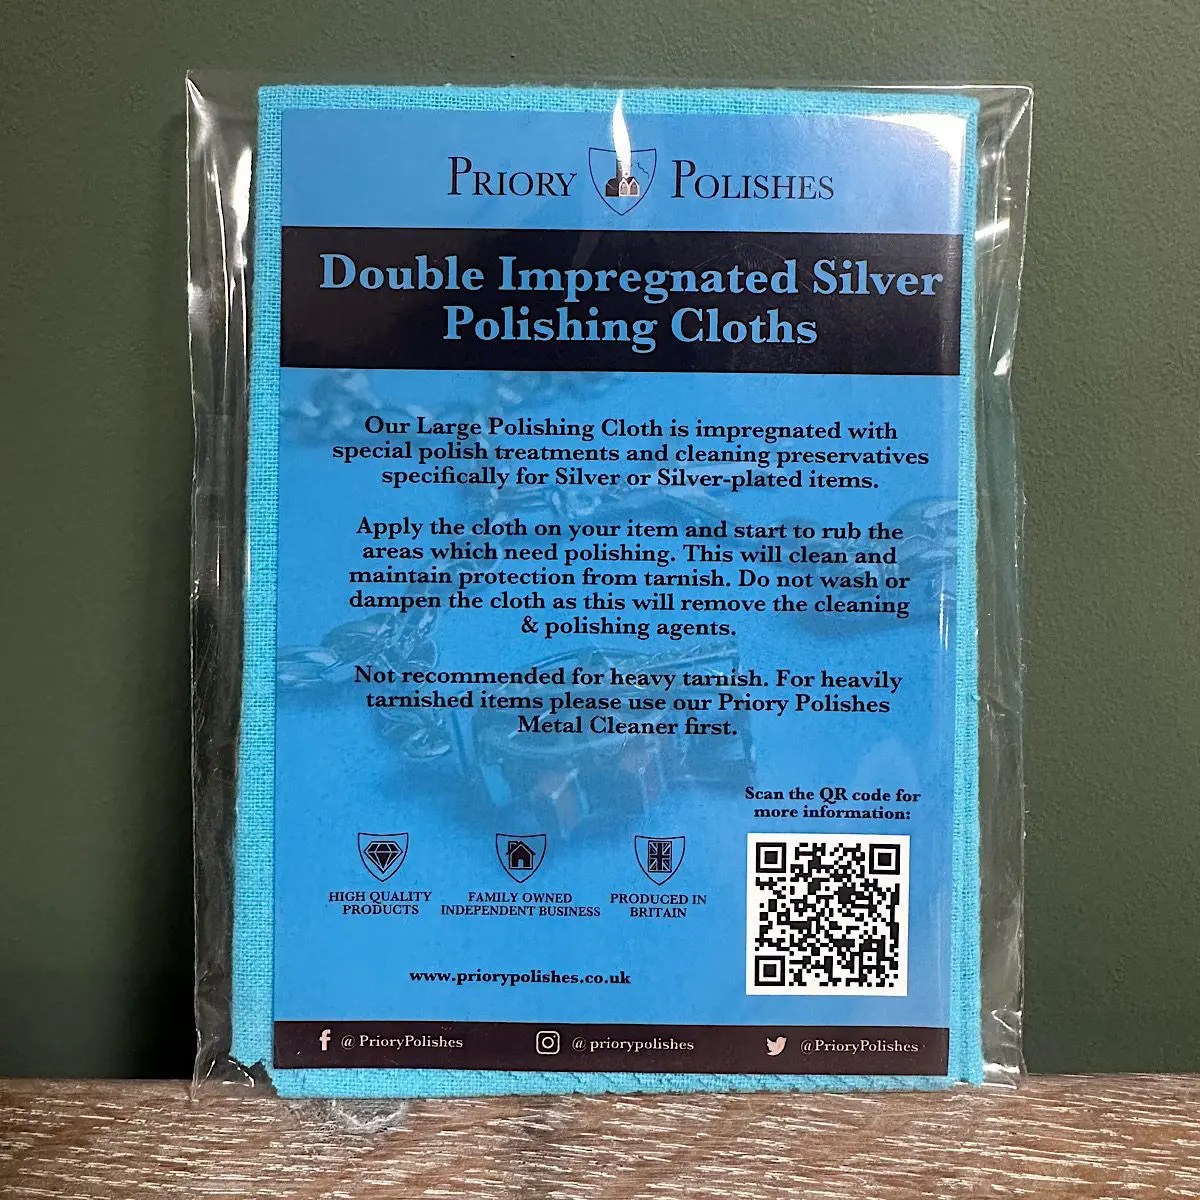 PRIORY POLISHES
Double Impregnated Silver
Polishing Cloths
Our Large Polishing Cloth is impregnated with
special polish treatments and cleaning preservatives
specifically for Silver or Silver-plated items.
Apply the cloth on your item and start to rub the
areas which need polishing. This will clean and
maintain protection from tarnish. Do not wash or
dampen the cloth as this will remove the cleaning
& polishing agents.
Not recommended for heavy tarnish. For heavily
tarnished items please use our Priory Polishes
Metal Cleaner first.
Scan the QR code for
more information:
HIGH QUALITY
PRODUCTS
FAMILY OWNED
INDEPENDENT BUSINESS
PRODUCED IN
BRITAIN
www.priorypolishes.co.uk
@PrioryPolishes
@priorypolishes
@PrioryPolishes